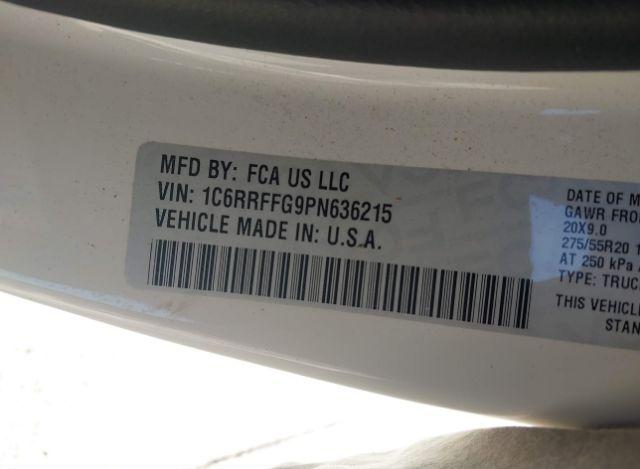 MFD BY: FCA US LLC
VIN: 1C6RRFFG9PN636215
VEHICLE MADE IN: U.S.A.
DATE OF M
GAWR FRO
20X9.0
275/55R20 1
AT 250 kPa
TYPE: TRUC
THIS VEHICL
STAN